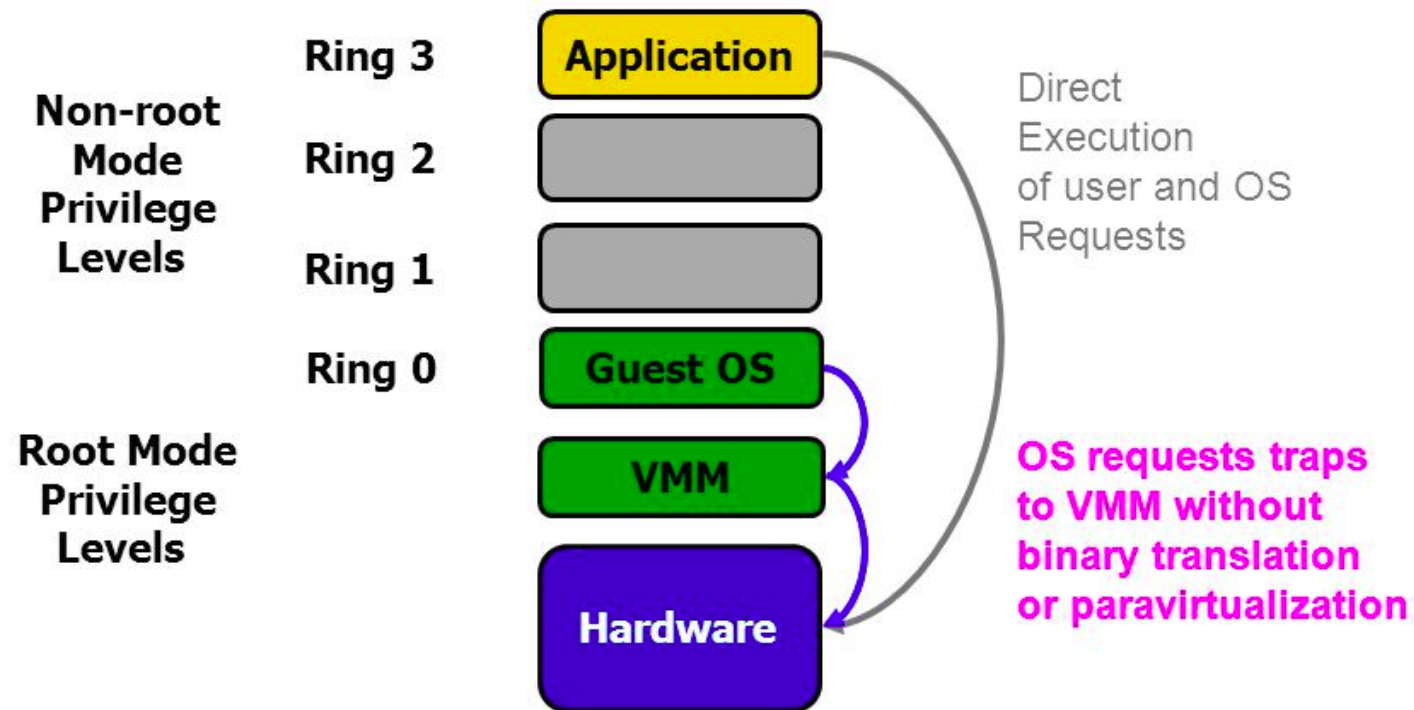 Non-root
Mode
Privilege
Levels
Root Mode
Privilege
Levels
Ring 3
Ring 2
Ring 1
Ring 0
Application
Guest OS
VMM
Hardware
Direct
Execution
of user and OS
Requests
OS requests traps
to VMM without
binary translation
or paravirtualization